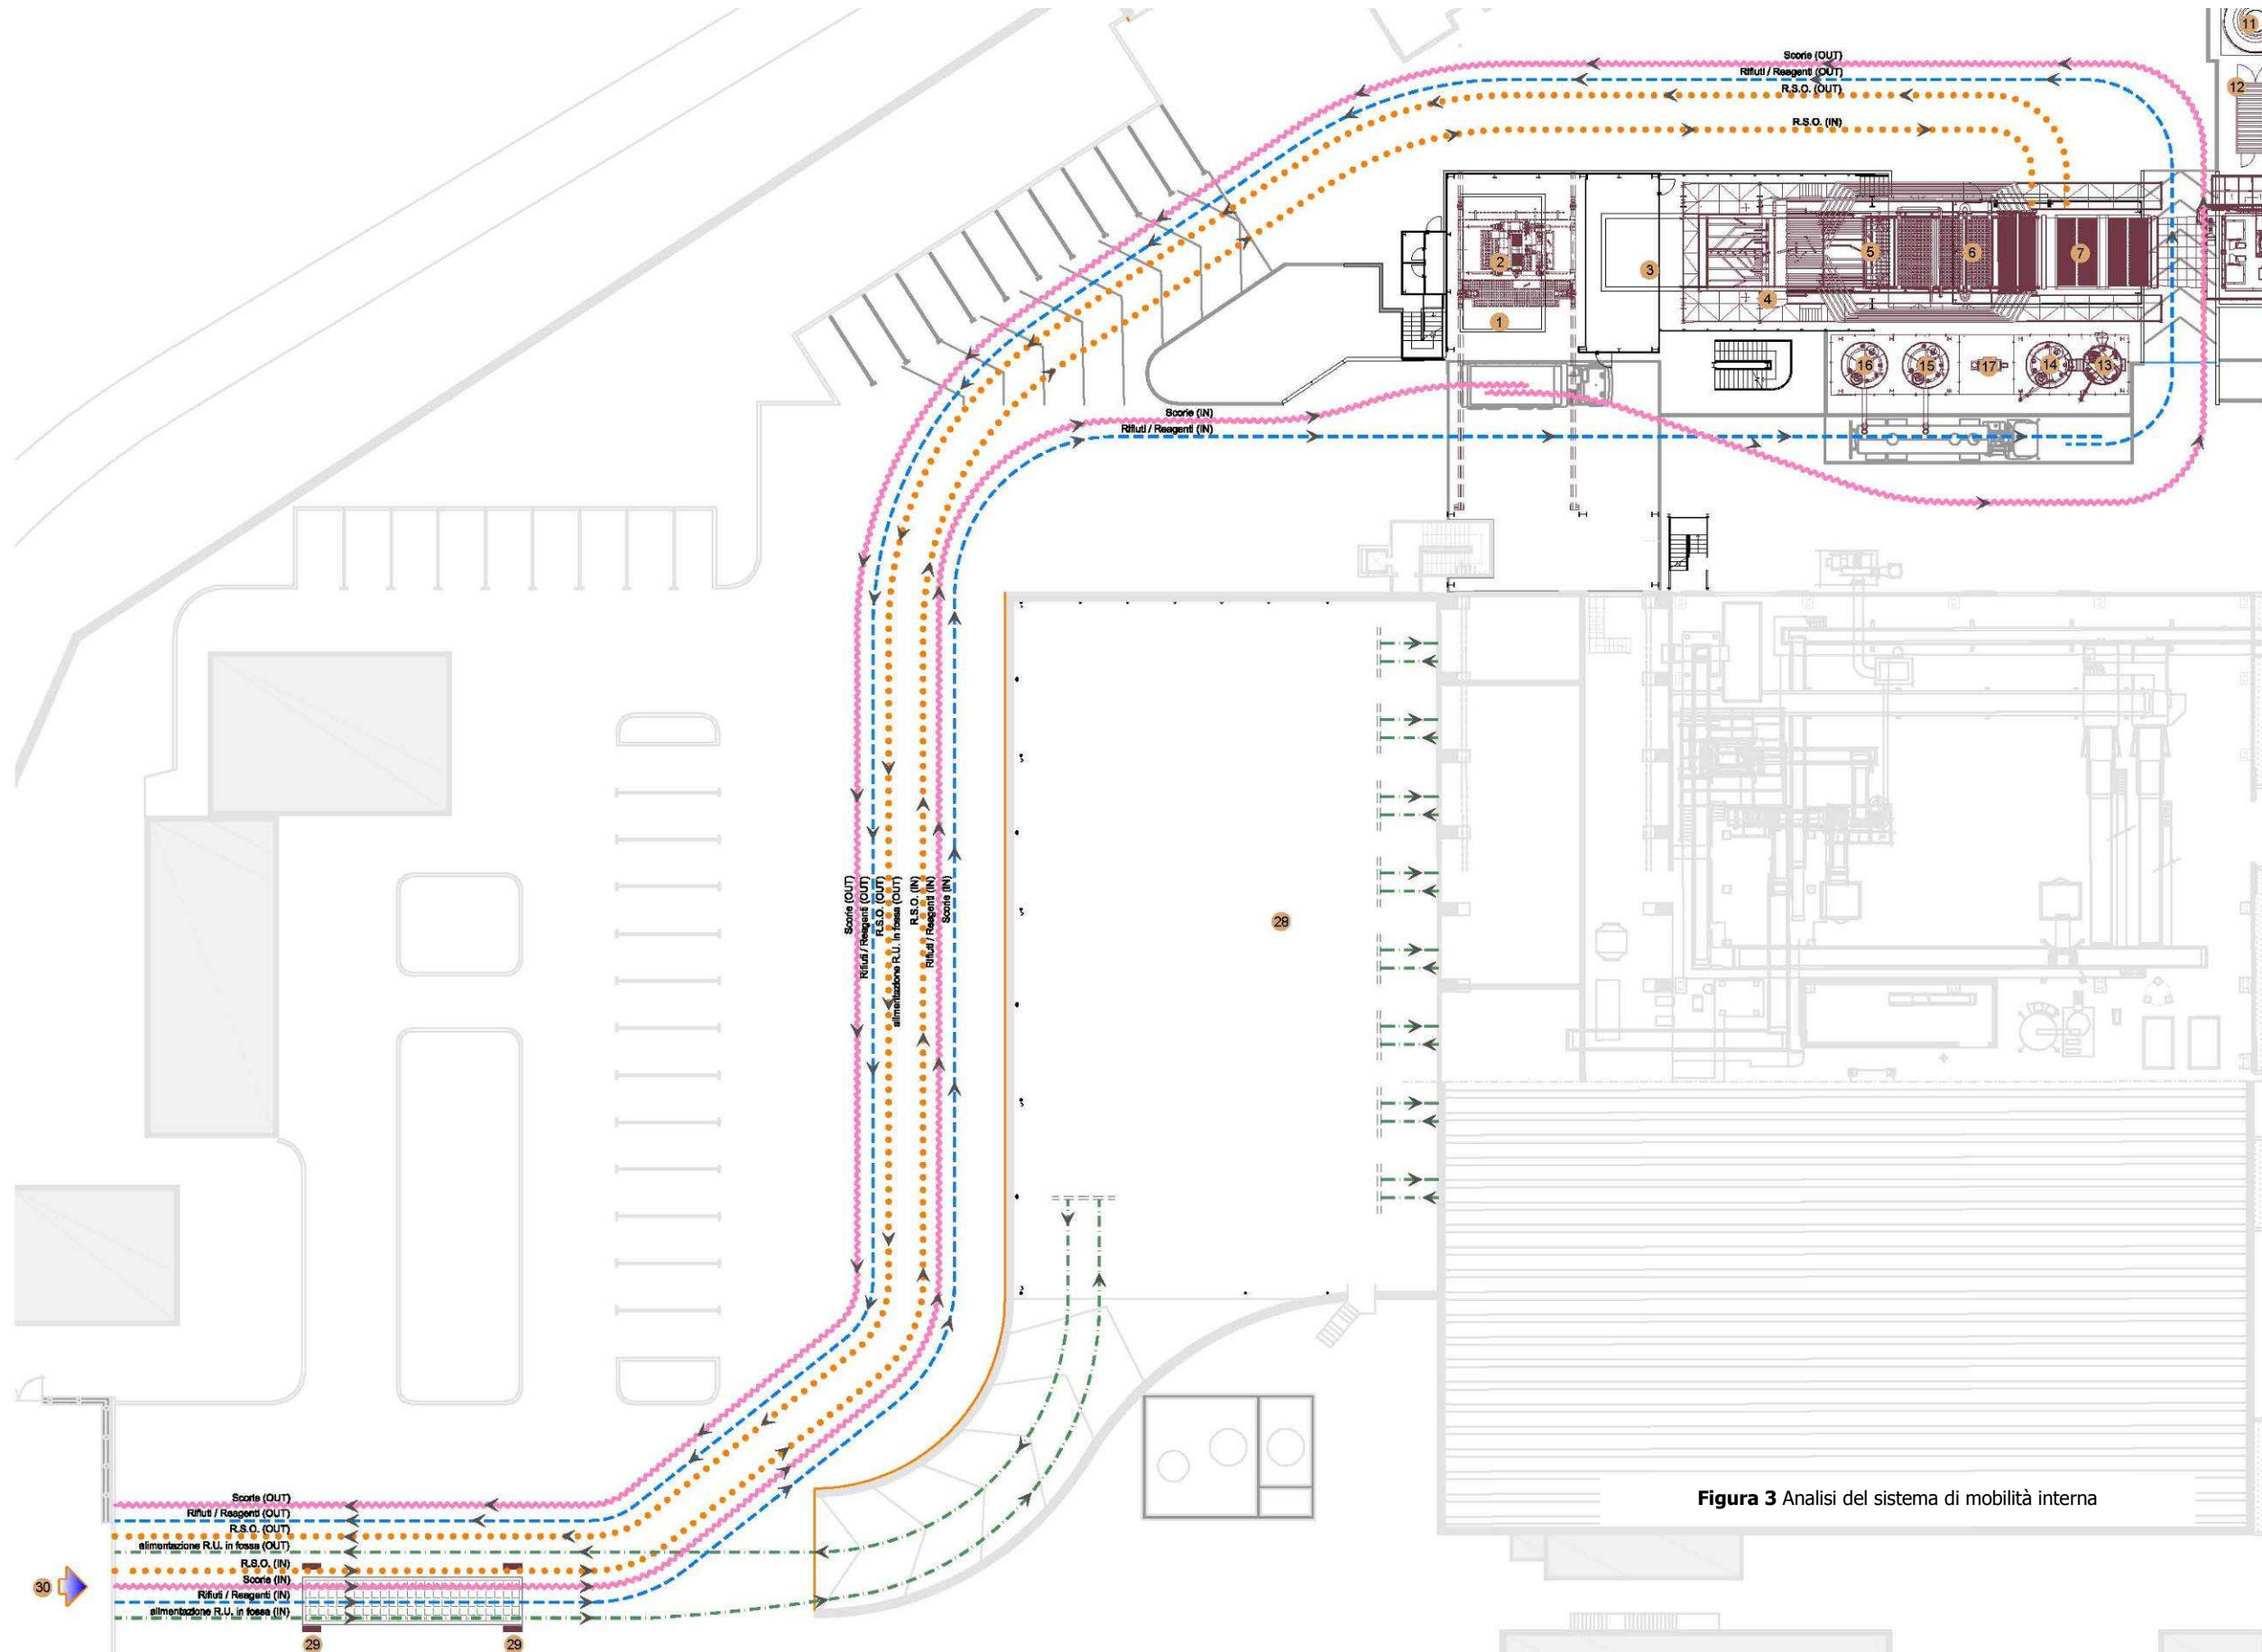 11
Scorie (OUT)
Rifiuti / Reagenti (OUT)
12
R.S.O. (OUT)
R.S.O. (IN)
2
3
5
6
7
4
1
16
15
17
14
13
Scorie (IN)
Rifiuti / Reagenti (IN)
Scorie (OUT)
Rifiuti / Reagenti (OUT)
R.S.O. (OUT)
alimentazione R.U. in fossa (OUT)
R.S.O. (IN)
Rifiuti / Reagenti (IN)
Scorie (IN)
28
Figura 3 Analisi del sistema di mobilità interna
Scorie (OUT)
Rifiuti / Reagenti (OUT)
R.S.O. (OUT)
alimentazione R.U. in fossa (OUT)
R.S.O. (IN)
Scorie (IN)
30
Rifiuti / Reagenti (IN)
alimentazione R.U. in fossa (IN)
29
29